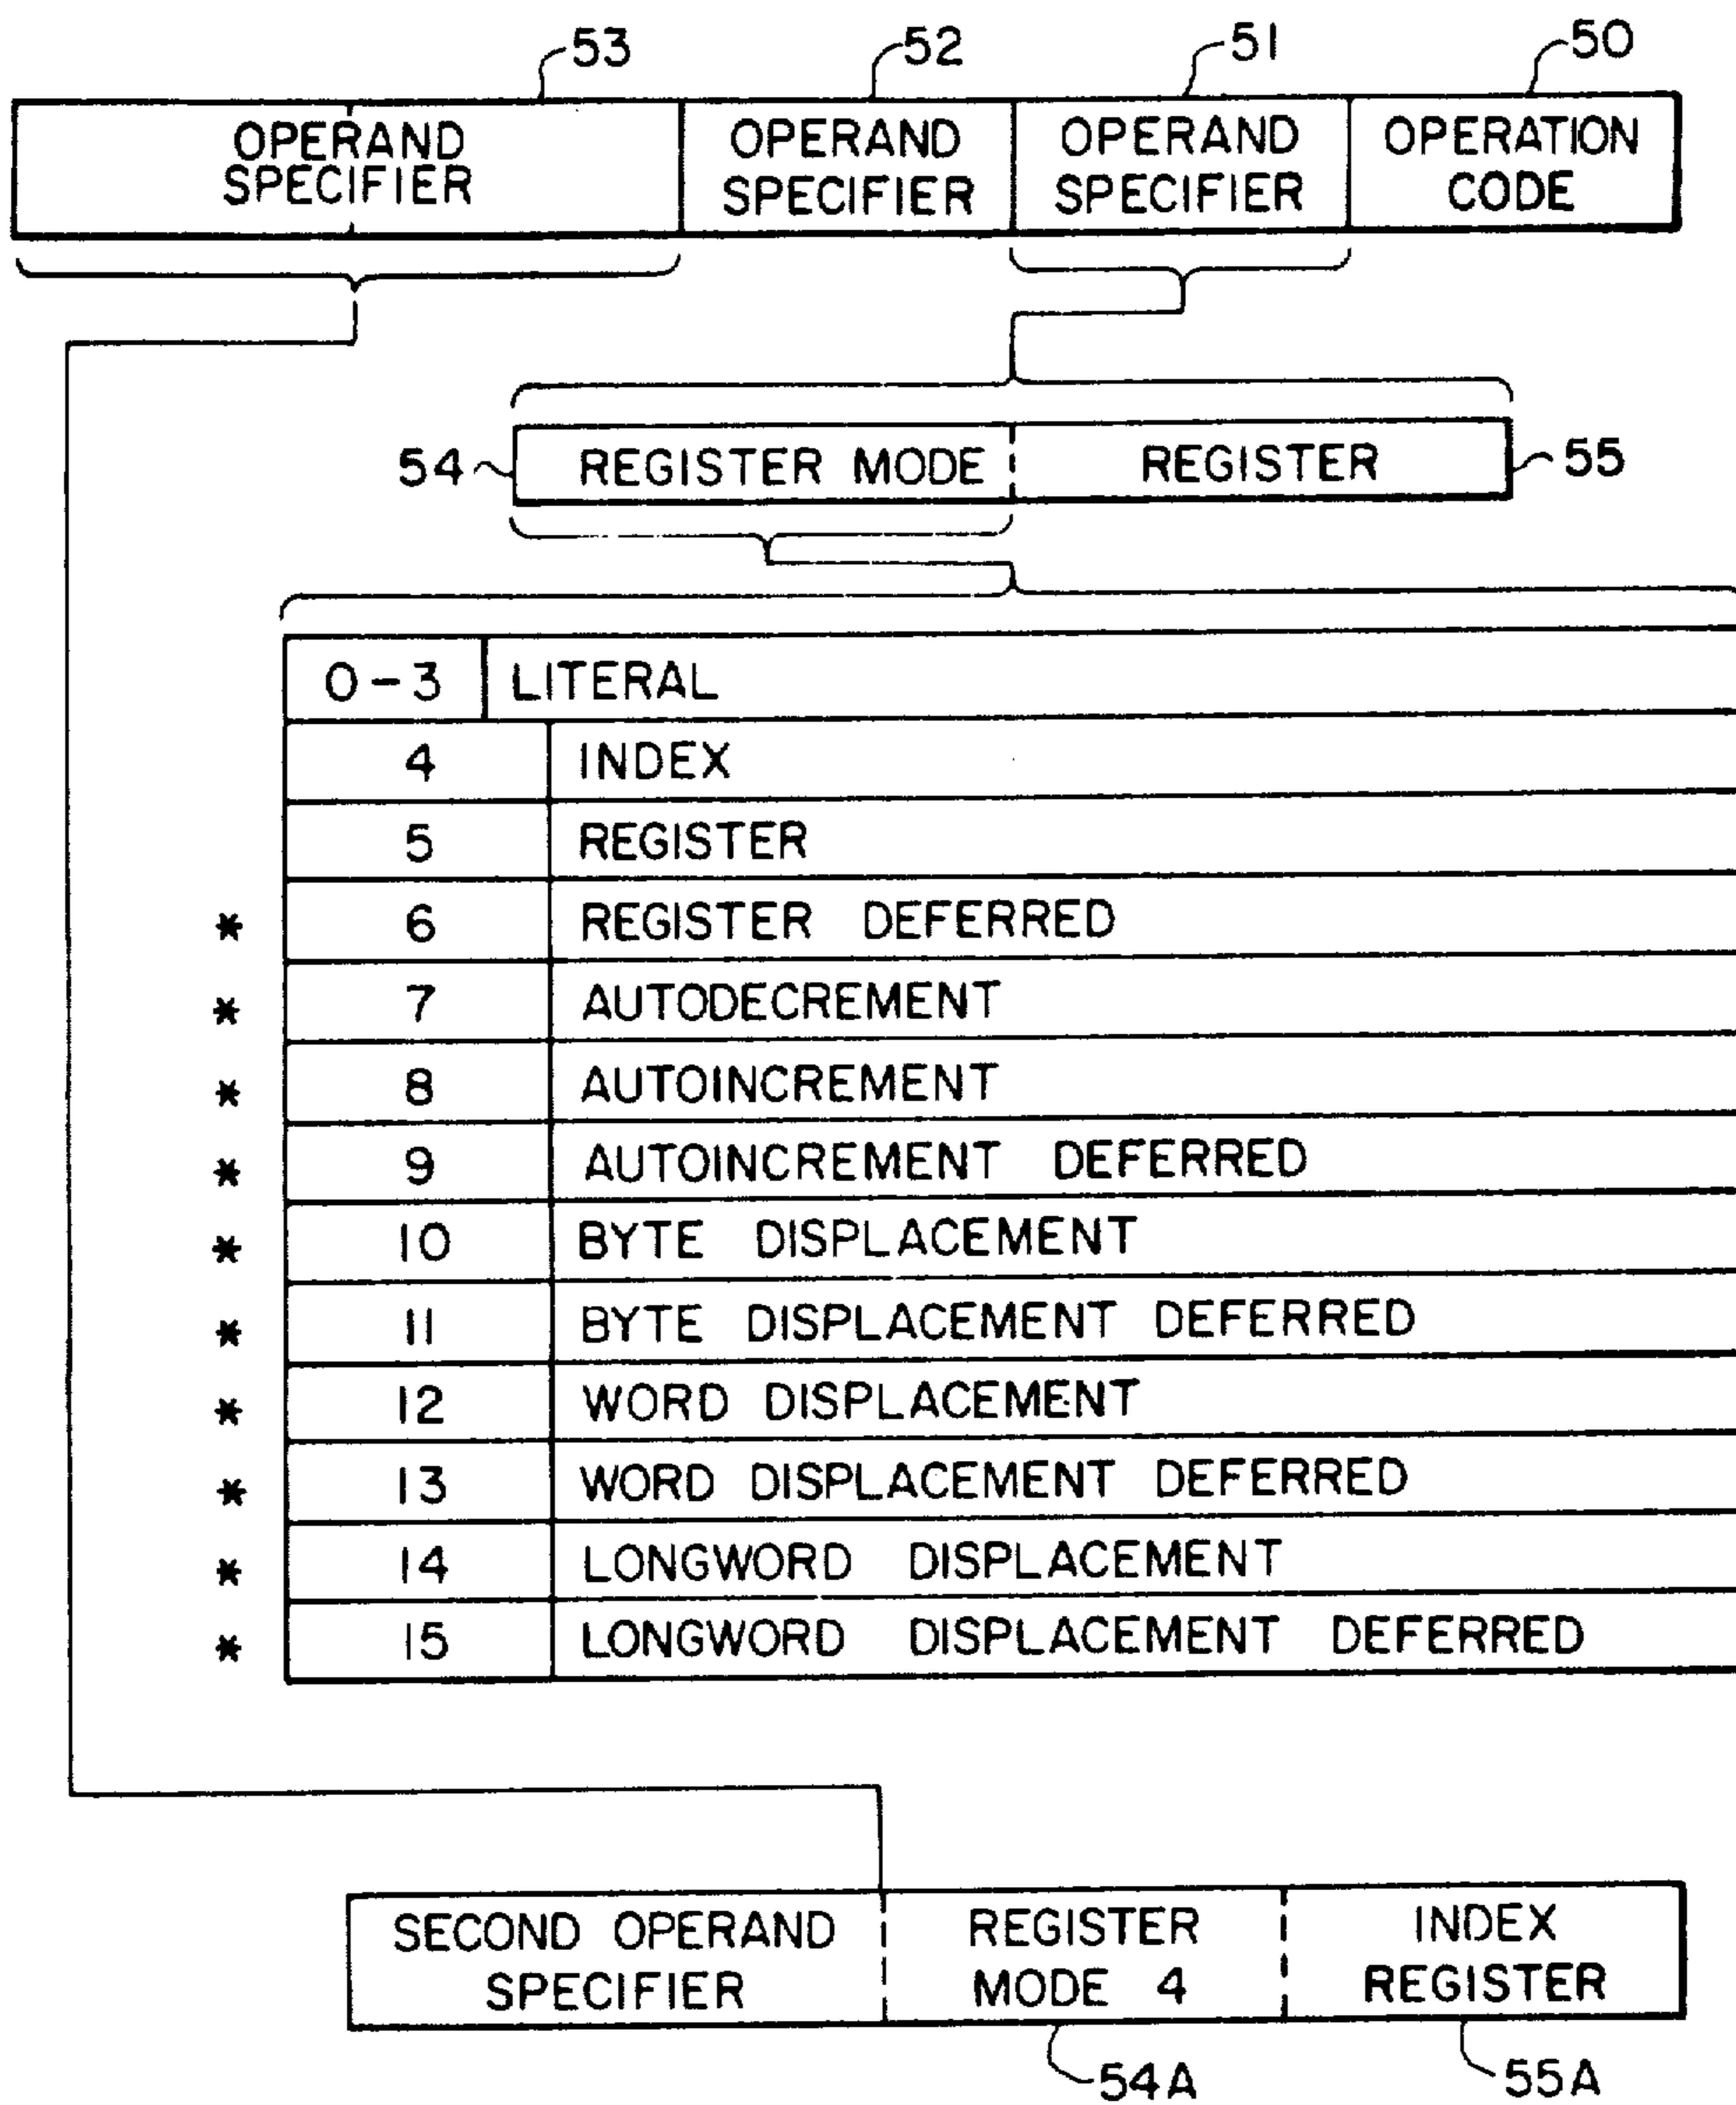 53 52 51 50
OPERAND OPERAND OPERAND OPERATION
SPECIFIER SPECIFIER SPECIFIER CODE
54 REGISTER MODE REGISTER 55
0-3 LITERAL
4 INDEX
5 REGISTER
* 6 REGISTER DEFERRED
* 7 AUTODECREMENT
* 8 AUTOINCREMENT
* 9 AUTOINCREMENT DEFERRED
* 10 BYTE DISPLACEMENT
* 11 BYTE DISPLACEMENT DEFERRED
* 12 WORD DISPLACEMENT
* 13 WORD DISPLACEMENT DEFERRED
* 14 LONGWORD DISPLACEMENT
* 15 LONGWORD DISPLACEMENT DEFERRED
SECOND OPERAND REGISTER INDEX
SPECIFIER MODE 4 REGISTER
54A 55A